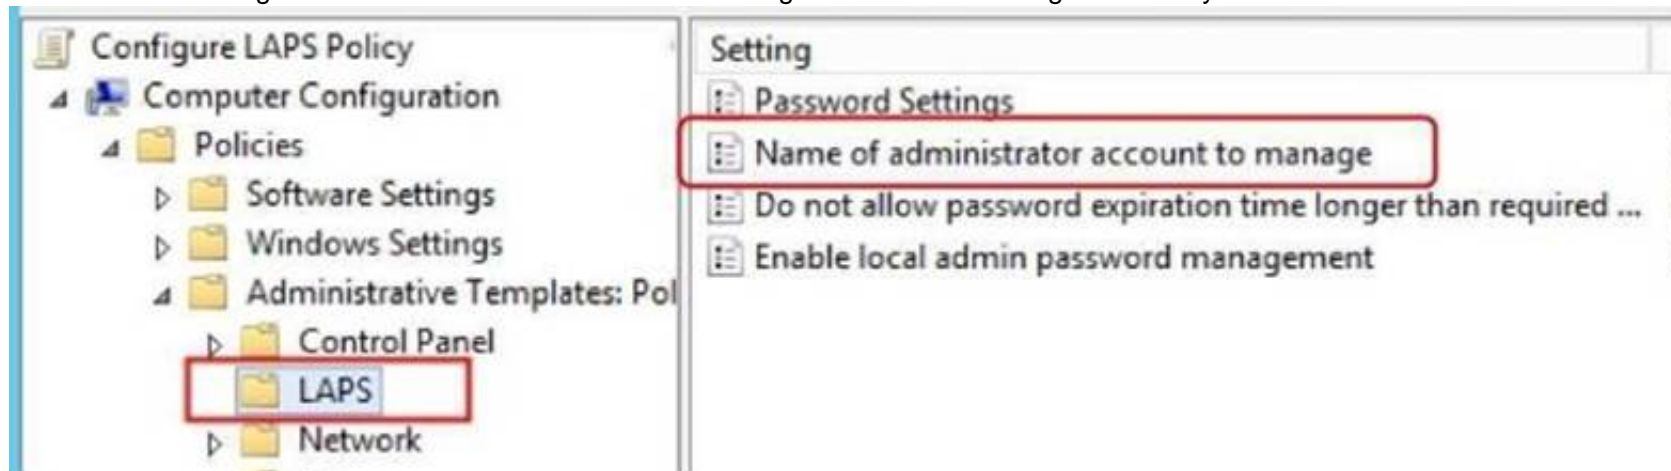 Configure LAPS Policy
Computer Configuration
Policies
Software Settings
Windows Settings
Administrative Templates: Pol
Control Panel
LAPS
Network
Setting
Password Settings
Name of administrator account to manage
Do not allow password expiration time longer than required ...
Enable local admin password management